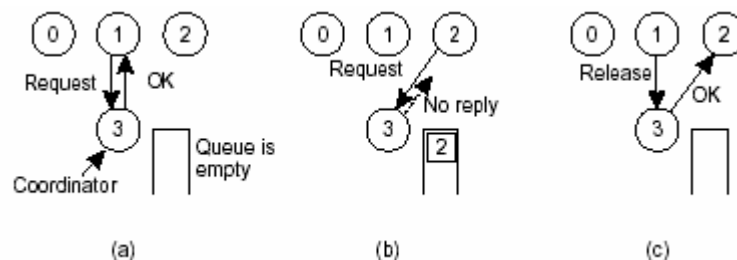 0 1 2
Request OK
3
Coordinator
Queue is
empty
(a)
0 1 2
Request
No reply
3
2
(b)
0 1 2
Release
OK
3
(c)